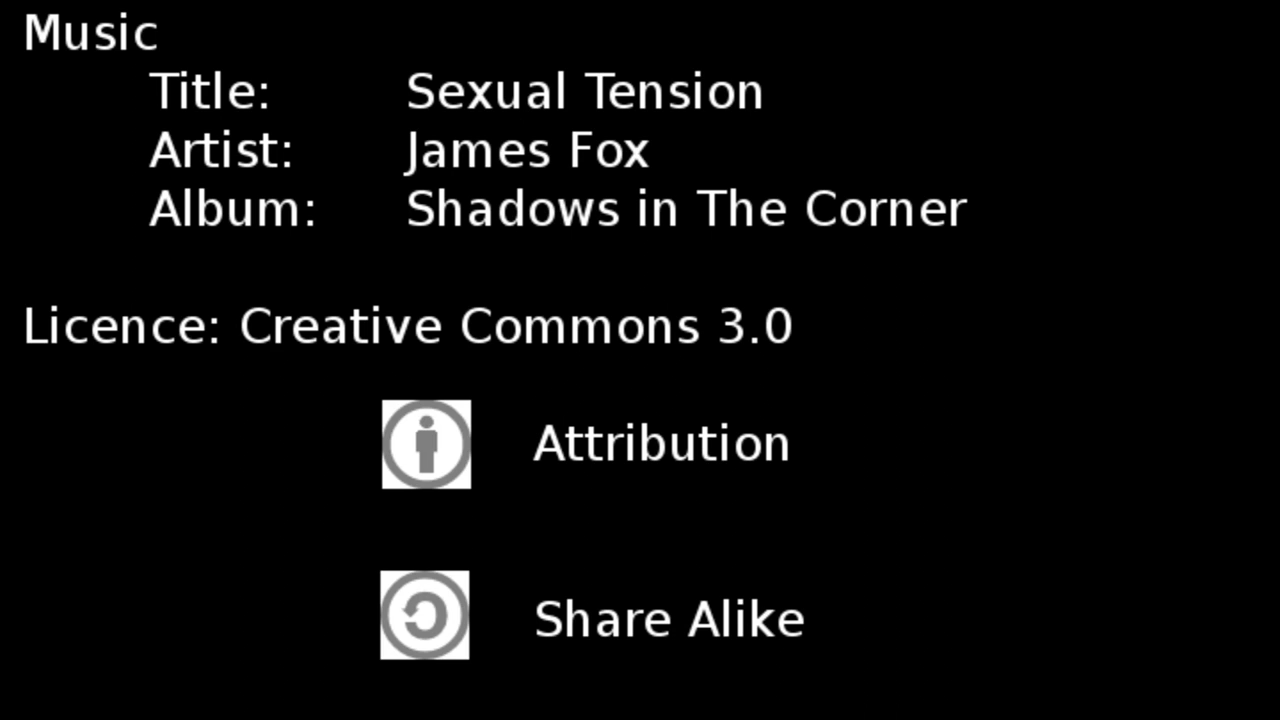 Music
Title: Sexual Tension
Artist: James Fox
Album: Shadows in The Corner
Licence: Creative Commons 3.0
Attribution
Share Alike